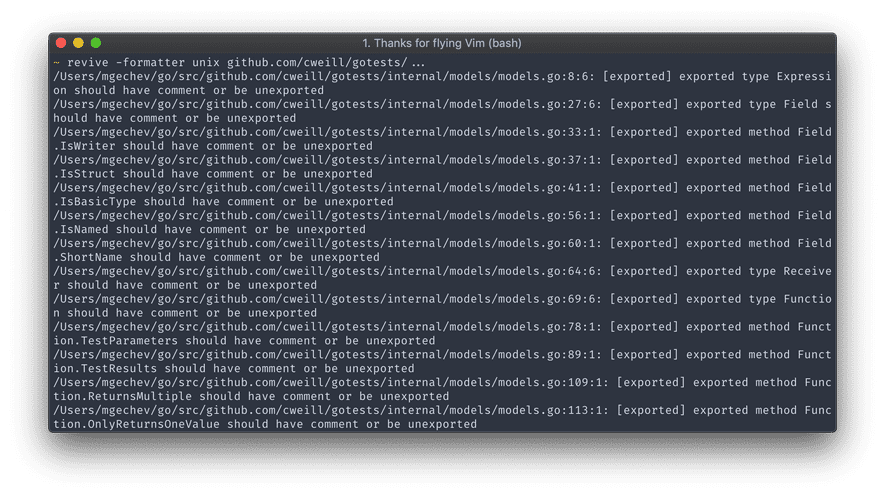 1. Thanks for flying Vim (bash)
~ revive -formatter unix github.com/cweill/gotests/...
/Users/mgechev/go/src/github.com/cweill/gotests/internal/models/models.go:8:6: [exported] exported type Expressi
on should have comment or be unexported
/Users/mgechev/go/src/github.com/cweill/gotests/internal/models/models.go:27:6: [exported] exported type Field s
hould have comment or be unexported
/Users/mgechev/go/src/github.com/cweill/gotests/internal/models/models.go:33:1: [exported] exported method Field
.IsWriter should have comment or be unexported
/Users/mgechev/go/src/github.com/cweill/gotests/internal/models/models.go:37:1: [exported] exported method Field
.IsStruct should have comment or be unexported
/Users/mgechev/go/src/github.com/cweill/gotests/internal/models/models.go:41:1: [exported] exported method Field
.IsBasicType should have comment or be unexported
/Users/mgechev/go/src/github.com/cweill/gotests/internal/models/models.go:56:1: [exported] exported method Field
.IsNamed should have comment or be unexported
/Users/mgechev/go/src/github.com/cweill/gotests/internal/models/models.go:60:1: [exported] exported method Field
.ShortName should have comment or be unexported
/Users/mgechev/go/src/github.com/cweill/gotests/internal/models/models.go:64:6: [exported] exported type Receive
r should have comment or be unexported
/Users/mgechev/go/src/github.com/cweill/gotests/internal/models/models.go:69:6: [exported] exported type Functio
n should have comment or be unexported
/Users/mgechev/go/src/github.com/cweill/gotests/internal/models/models.go:78:1: [exported] exported method Funct
ion.TestParameters should have comment or be unexported
/Users/mgechev/go/src/github.com/cweill/gotests/internal/models/models.go:89:1: [exported] exported method Funct
ion.TestResults should have comment or be unexported
/Users/mgechev/go/src/github.com/cweill/gotests/internal/models/models.go:109:1: [exported] exported method Func
tion.ReturnsMultiple should have comment or be unexported
/Users/mgechev/go/src/github.com/cweill/gotests/internal/models/models.go:113:1: [exported] exported method Func
tion.OnlyReturnsOneValue should have comment or be unexported